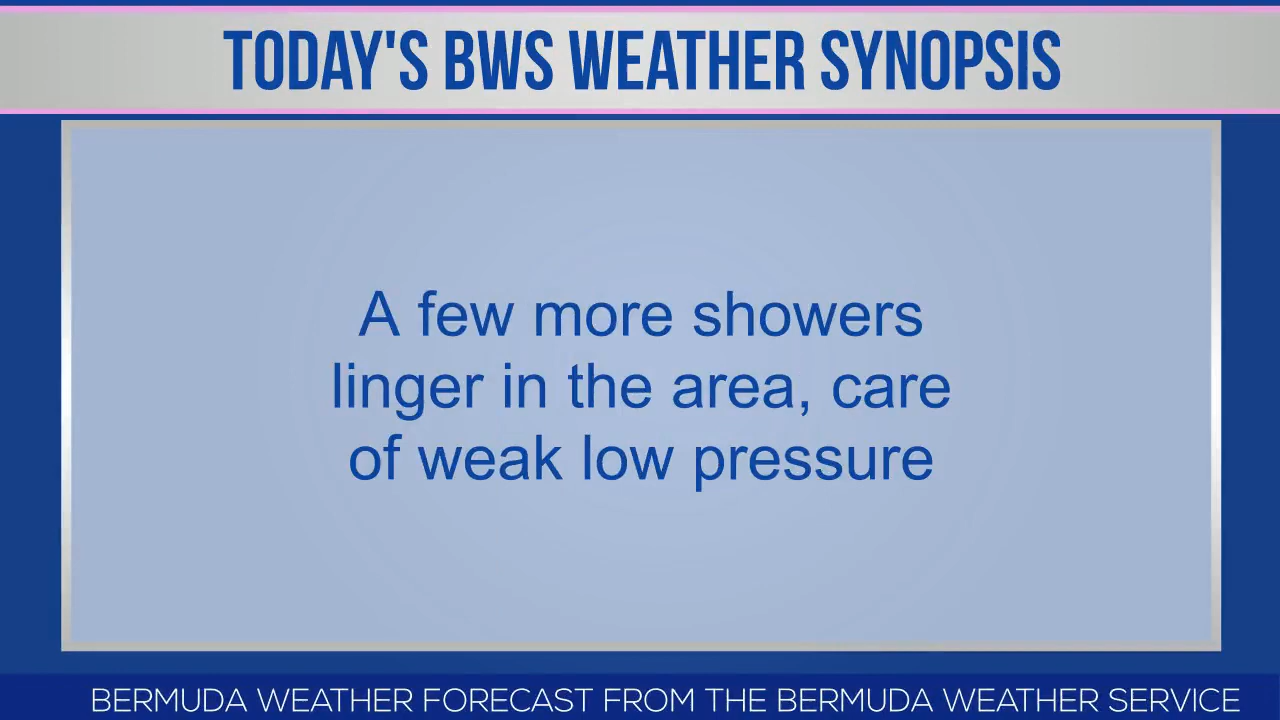 TODAY'S BWS WEATHER SYNOPSIS
A few more showers
linger in the area, care
of weak low pressure
BERMUDA WEATHER FORECAST FROM THE BERMUDA WEATHER SERVICE